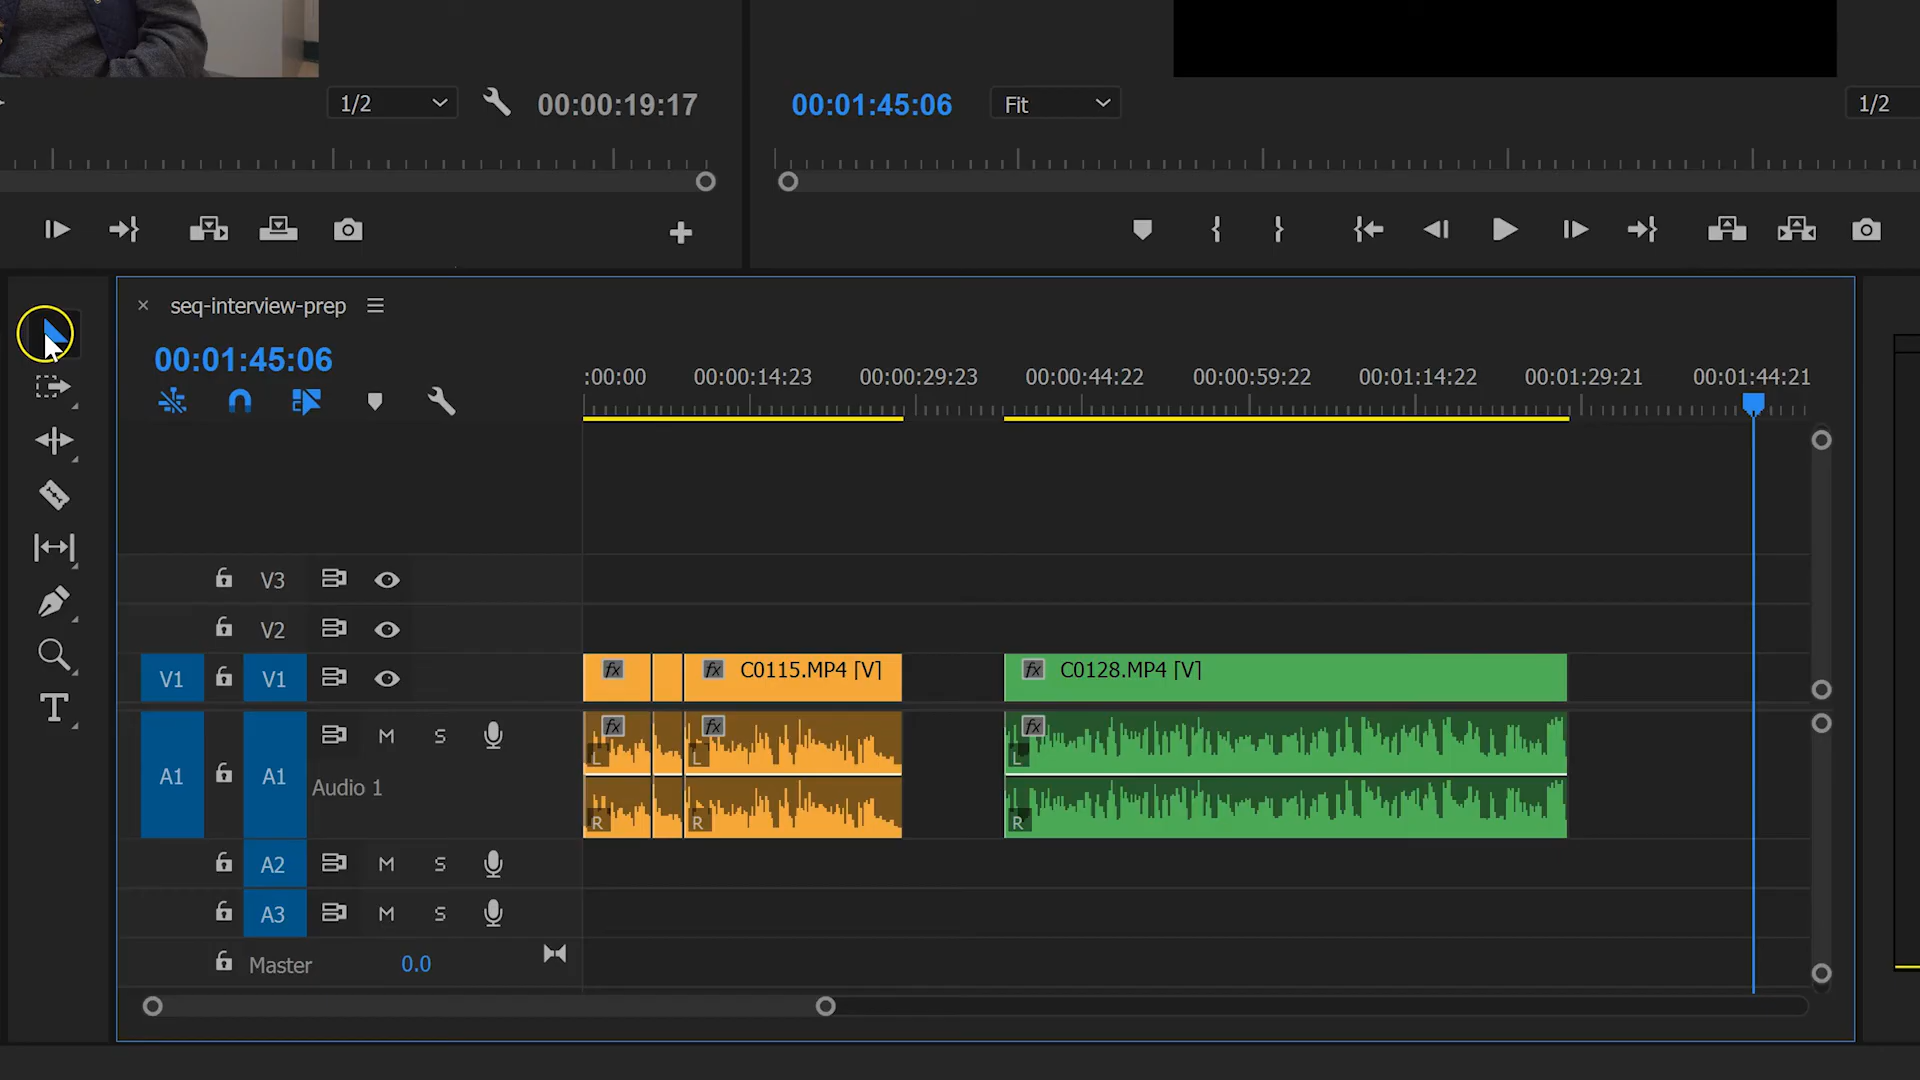 1/2
00:00:19:17
00:01:45:06
Fit
1/2
seq-interview-prep
00:01:45:06
:00:00
00:00:14:23
00:00:29:23
00:00:44:22
00:00:59:22
00:01:14:22
00:01:29:21
00:01:44:21
V3
V2
V1
V1
fx
fx
C0115.MP4 [V]
fx
C0128.MP4 [V]
A1
A1
M
S
Audio 1
fx
fx
fx
L
L
L
R
R
R
A2
M
S
A3
M
S
Master
0.0